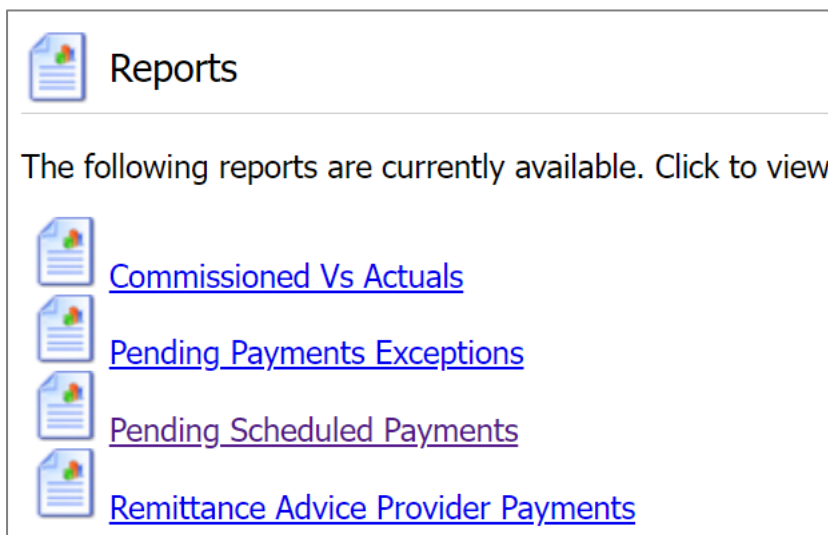 Reports
The following reports are currently available. Click to view
Commissioned Vs Actuals
Pending Payments Exceptions
Pending Scheduled Payments
Remittance Advice Provider Payments